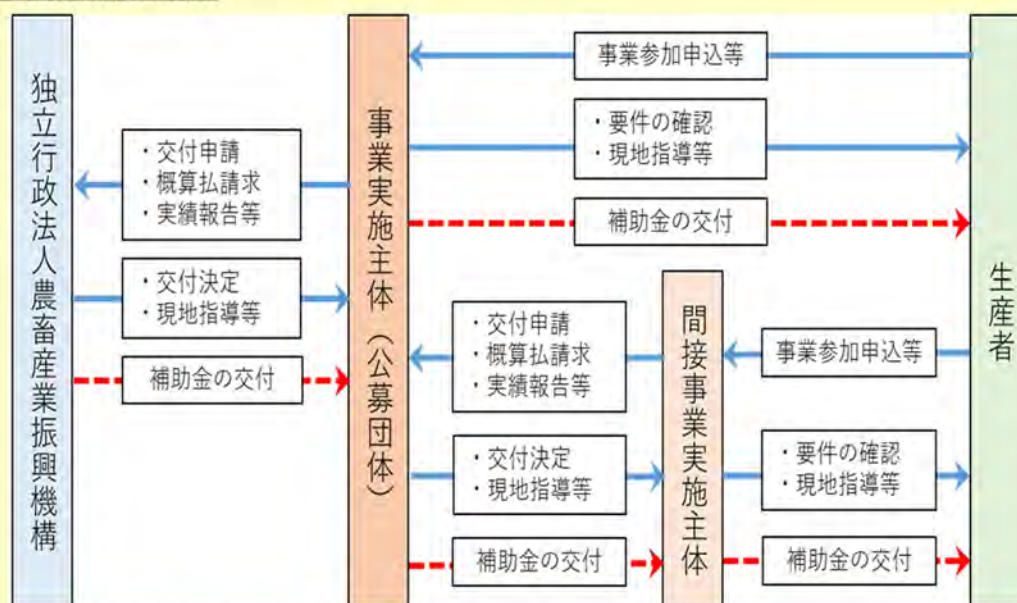 独立行政法人農畜産業振興機構
・交付申請
・概算払請求
・実績報告等
・交付決定
・現地指導等
補助金の交付
事業実施主体(公募団体)
事業参加申込等
・要件の確認
・現地指導等
補助金の交付
・交付申請
・概算払請求
・実績報告等
・交付決定
・現地指導等
補助金の交付
間接事業実施主体
事業参加申込等
・要件の確認
・現地指導等
補助金の交付
生産者